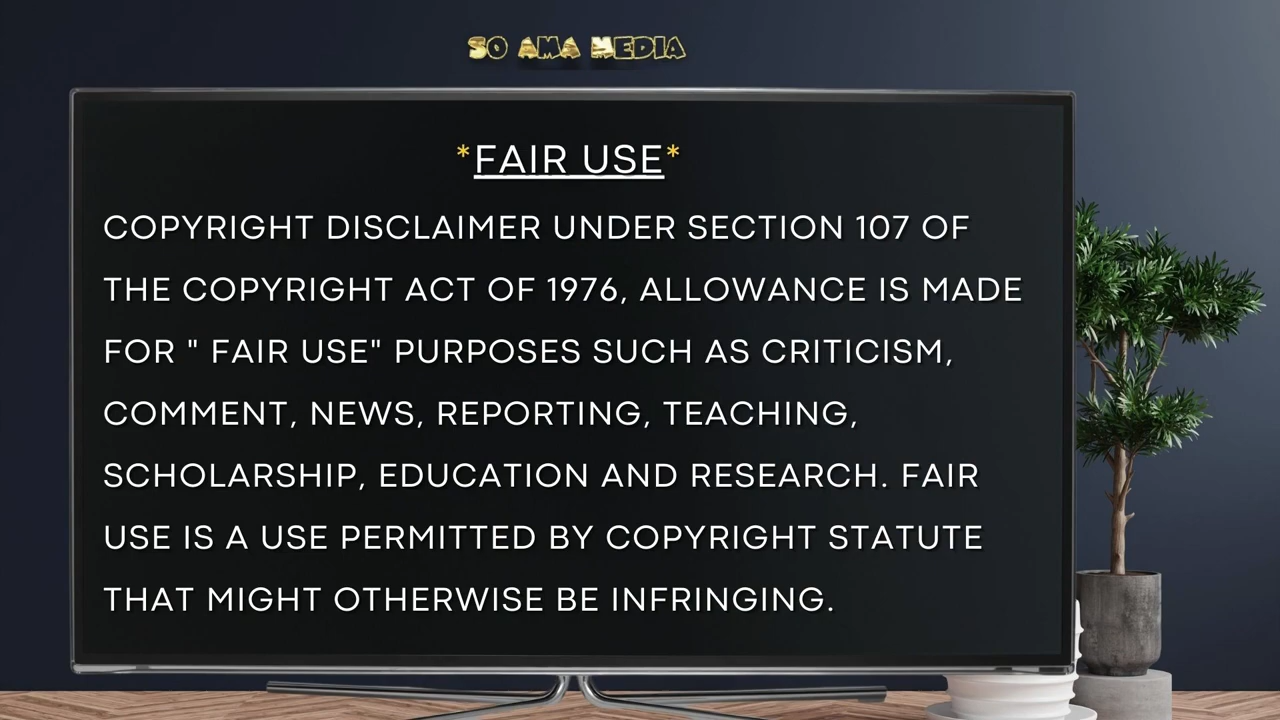 SO AMA MEDIA
*FAIR USE*
COPYRIGHT DISCLAIMER UNDER SECTION 107 OF
THE COPYRIGHT ACT OF 1976, ALLOWANCE IS MADE
FOR " FAIR USE" PURPOSES SUCH AS CRITICISM,
COMMENT, NEWS, REPORTING, TEACHING,
SCHOLARSHIP, EDUCATION AND RESEARCH. FAIR
USE IS A USE PERMITTED BY COPYRIGHT STATUTE
THAT MIGHT OTHERWISE BE INFRINGING.